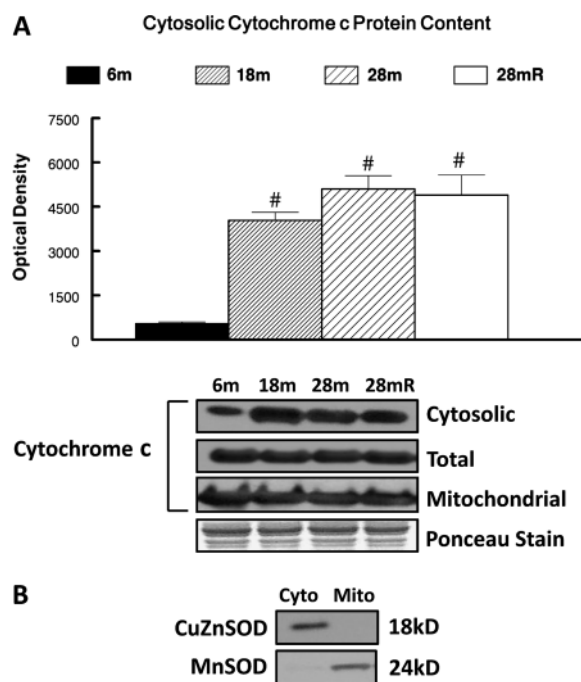 A
Cytosolic Cytochrome c Protein Content
6m 18m 28m 28mR
Optical Density
7500
6000
4500
3000
1500
0
# # #
6m 18m 28m 28mR
Cytochrome c
Cytosolic
Total
Mitochondrial
Ponceau Stain
B
Cyto Mito
CuZnSOD 18kD
MnSOD 24kD